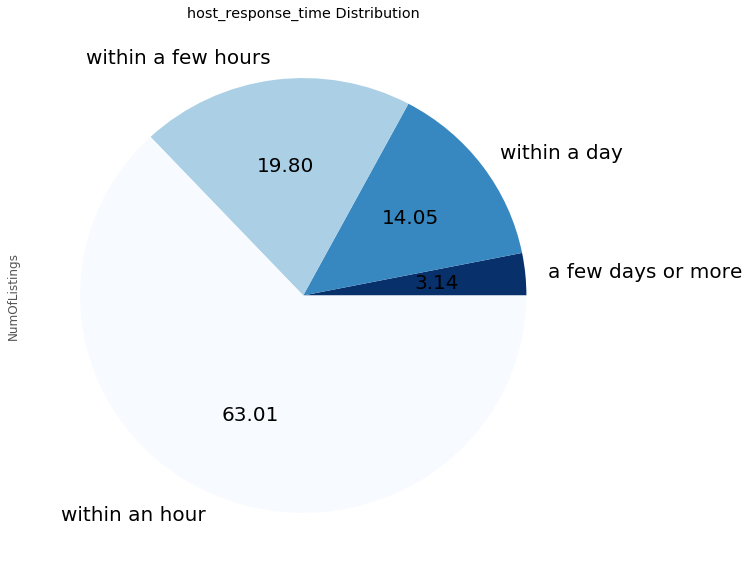 host_response_time Distribution
within a few hours
within a day
19.80
14.05
a few days or more
3.14
NumOfListings
63.01
within an hour